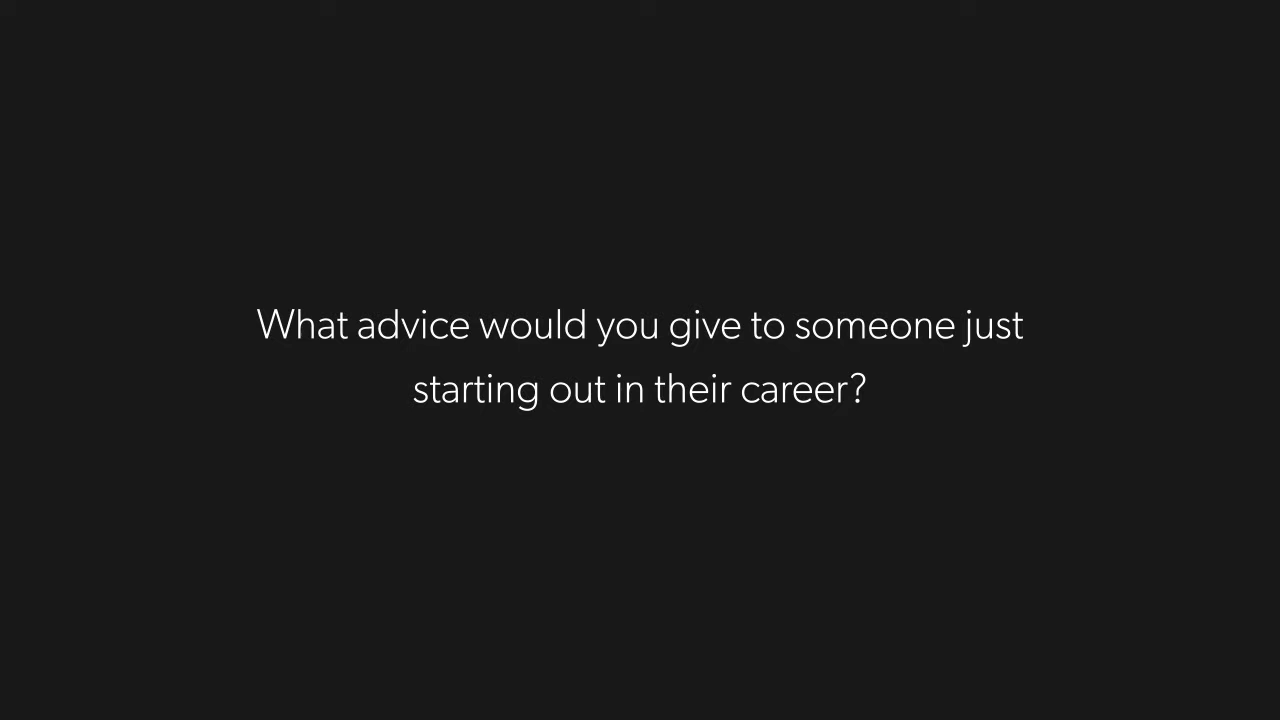 What advice would you give to someone just
starting out in their career?